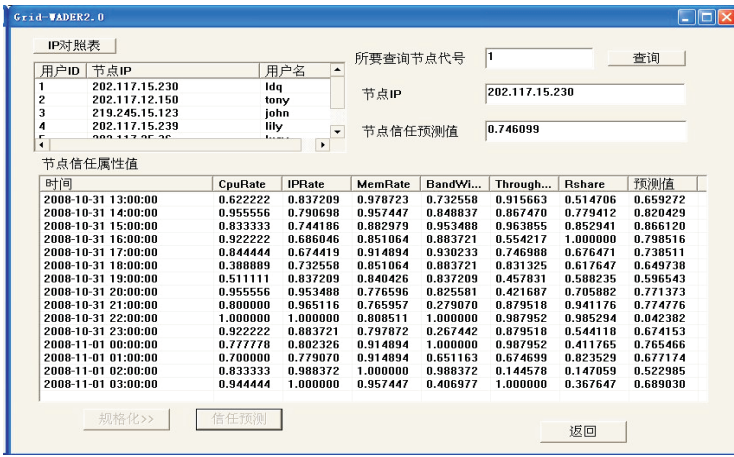 Grid-WADER2.0
IP对照表
所要查询节点代号 1 查询
用户ID 节点IP 用户名
1 202.117.15.230 ldq
2 202.117.12.150 tony
3 219.245.15.123 john
4 202.117.15.239 lily
节点IP 202.117.15.230
节点信任预测值 0.746099
节点信任属性值
时间 CpuRate IPRate MemRate BandWi... Through... Rshare 预测值
2008-10-31 13:00:00 0.622222 0.837209 0.978723 0.732558 0.915663 0.514706 0.659272
2008-10-31 14:00:00 0.955556 0.790698 0.957447 0.848837 0.867470 0.779412 0.820429
2008-10-31 15:00:00 0.833333 0.744186 0.882979 0.953488 0.963855 0.852941 0.866120
2008-10-31 16:00:00 0.922222 0.686046 0.851064 0.883721 0.554217 1.000000 0.798516
2008-10-31 17:00:00 0.844444 0.674419 0.914894 0.930233 0.746988 0.676471 0.738511
2008-10-31 18:00:00 0.388889 0.732558 0.851064 0.883721 0.831325 0.617647 0.649738
2008-10-31 19:00:00 0.511111 0.837209 0.840426 0.837209 0.457831 0.588235 0.596543
2008-10-31 20:00:00 0.955556 0.953488 0.776596 0.825581 0.421687 0.705882 0.771373
2008-10-31 21:00:00 0.800000 0.965116 0.765957 0.279070 0.879518 0.941176 0.774776
2008-10-31 22:00:00 1.000000 1.000000 0.808511 1.000000 0.987952 0.985294 0.042382
2008-10-31 23:00:00 0.922222 0.883721 0.797872 0.267442 0.879518 0.544118 0.674153
2008-11-01 00:00:00 0.777778 0.802326 0.914894 1.000000 0.987952 0.411765 0.765466
2008-11-01 01:00:00 0.700000 0.779070 0.914894 0.651163 0.674699 0.823529 0.677174
2008-11-01 02:00:00 0.833333 0.988372 1.000000 0.988372 0.144578 0.147059 0.522985
2008-11-01 03:00:00 0.944444 1.000000 0.957447 0.406977 1.000000 0.367647 0.689030
规格化>> 信任预测 返回